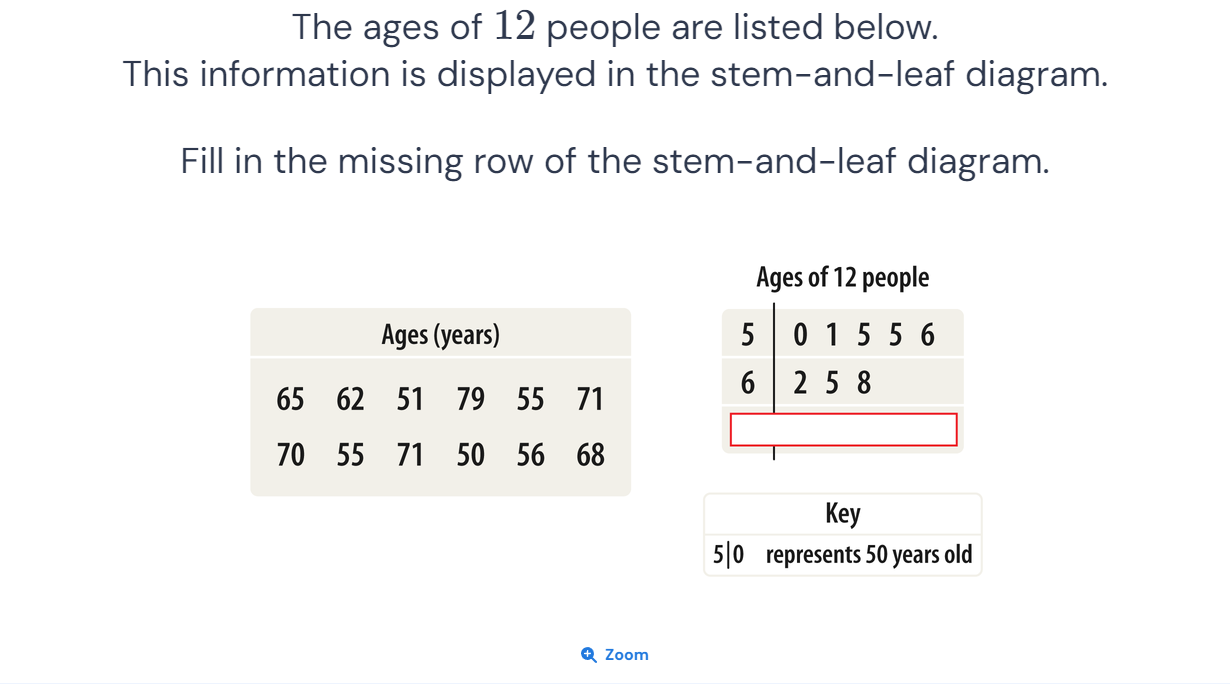 The ages of 12 people are listed below.
This information is displayed in the stem-and-leaf diagram.
Fill in the missing row of the stem-and-leaf diagram.
Ages (years)
65 62 51 79 55 71
70 55 71 50 56 68
Ages of 12 people
5 | 0 1 5 5 6
6 | 2 5 8
Key
5|0 represents 50 years old
Zoom